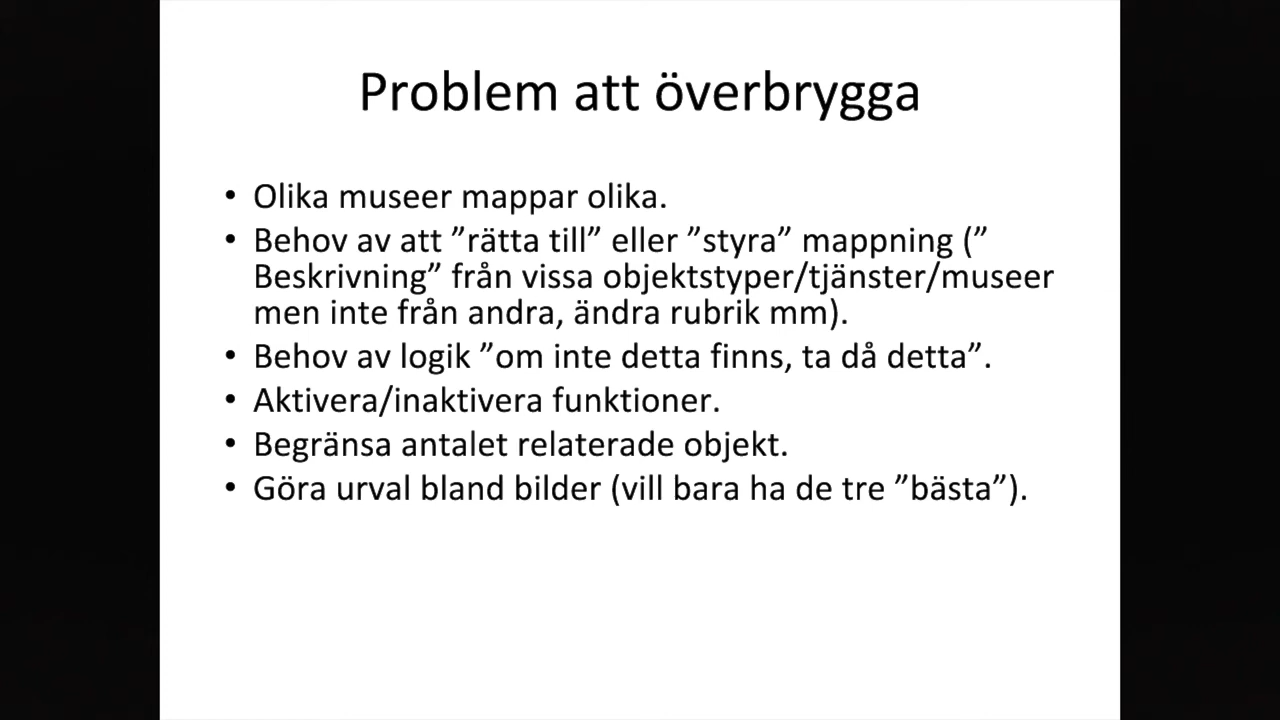 Problem att överbrygga
• Olika museer mappar olika.
• Behov av att ”rätta till” eller ”styra” mappning (”
Beskrivning” från vissa objektstyper/tjänster/museer
men inte från andra, ändra rubrik mm).
• Behov av logik ”om inte detta finns, ta då detta”.
• Aktivera/inaktivera funktioner.
• Begränsa antalet relaterade objekt.
• Göra urval bland bilder (vill bara ha de tre ”bästa”).